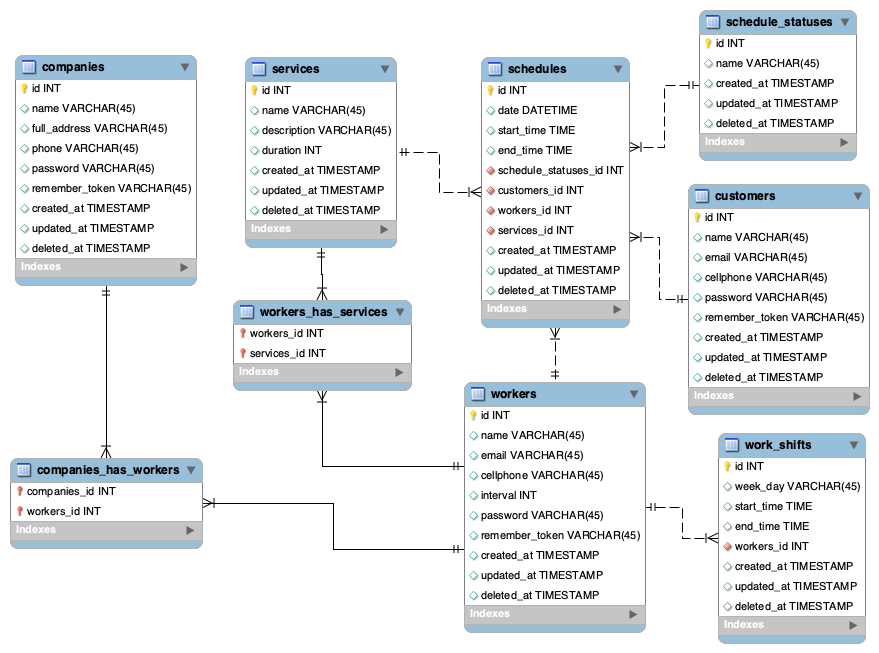 companies
id INT
name VARCHAR(45)
full_address VARCHAR(45)
phone VARCHAR(45)
password VARCHAR(45)
remember_token VARCHAR(45)
created_at TIMESTAMP
updated_at TIMESTAMP
deleted_at TIMESTAMP
Indexes
services
id INT
name VARCHAR(45)
description VARCHAR(45)
duration INT
created_at TIMESTAMP
updated_at TIMESTAMP
deleted_at TIMESTAMP
Indexes
schedules
id INT
date DATETIME
start_time TIME
end_time TIME
schedule_statuses_id INT
customers_id INT
workers_id INT
services_id INT
created_at TIMESTAMP
updated_at TIMESTAMP
deleted_at TIMESTAMP
Indexes
schedule_statuses
id INT
name VARCHAR(45)
created_at TIMESTAMP
updated_at TIMESTAMP
deleted_at TIMESTAMP
Indexes
customers
id INT
name VARCHAR(45)
email VARCHAR(45)
cellphone VARCHAR(45)
password VARCHAR(45)
remember_token VARCHAR(45)
created_at TIMESTAMP
updated_at TIMESTAMP
deleted_at TIMESTAMP
Indexes
workers_has_services
workers_id INT
services_id INT
Indexes
companies_has_workers
companies_id INT
workers_id INT
Indexes
workers
id INT
name VARCHAR(45)
email VARCHAR(45)
cellphone VARCHAR(45)
interval INT
password VARCHAR(45)
remember_token VARCHAR(45)
created_at TIMESTAMP
updated_at TIMESTAMP
deleted_at TIMESTAMP
Indexes
work_shifts
id INT
week_day VARCHAR(45)
start_time TIME
end_time TIME
workers_id INT
created_at TIMESTAMP
updated_at TIMESTAMP
deleted_at TIMESTAMP
Indexes